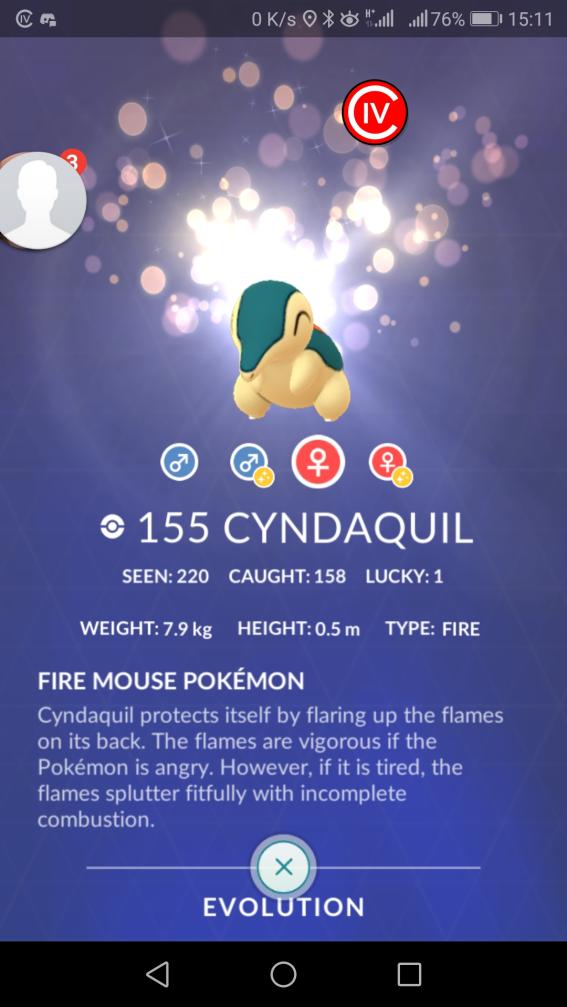 IV 0 K/s H+ 76% 15:11
IV
3
155 CYNDAQUIL
SEEN: 220 CAUGHT: 158 LUCKY: 1
WEIGHT: 7.9 kg HEIGHT: 0.5 m TYPE: FIRE
FIRE MOUSE POKÉMON
Cyndaquil protects itself by flaring up the flames
on its back. The flames are vigorous if the
Pokémon is angry. However, if it is tired, the
flames splutter fitfully with incomplete
combustion.
EVOLUTION